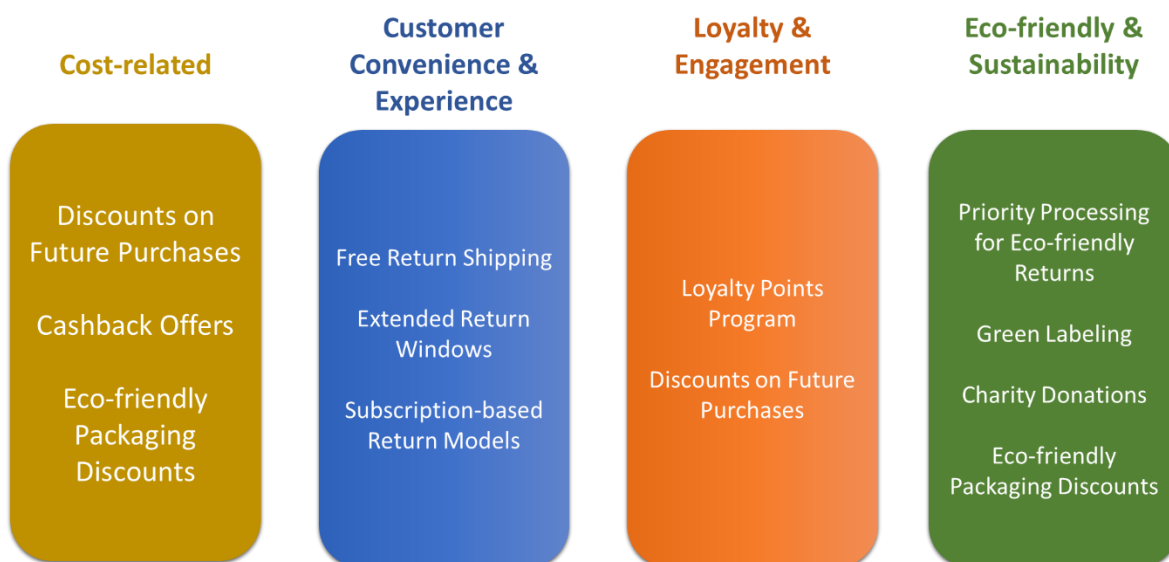 Cost-related
Discounts on
Future Purchases
Cashback Offers
Eco-friendly
Packaging
Discounts
Customer
Convenience &
Experience
Free Return Shipping
Extended Return
Windows
Subscription-based
Return Models
Loyalty &
Engagement
Loyalty Points
Program
Discounts on Future
Purchases
Eco-friendly &
Sustainability
Priority Processing
for Eco-friendly
Returns
Green Labeling
Charity Donations
Eco-friendly
Packaging Discounts